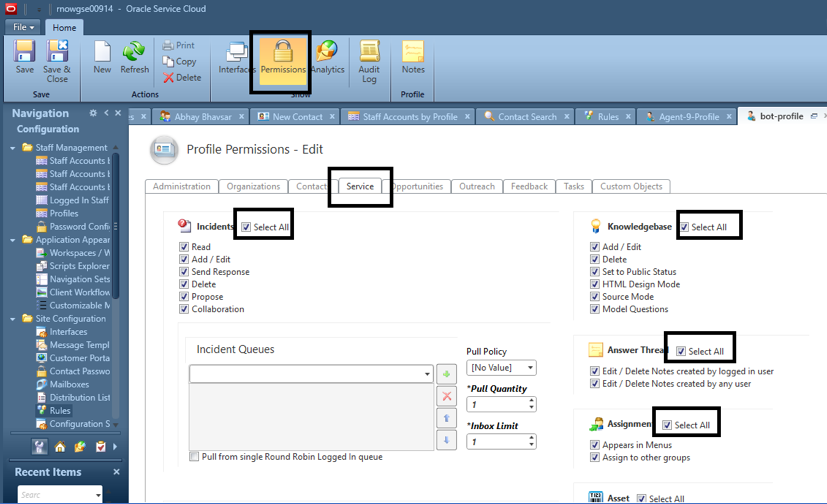 rnowgse00914 - Oracle Service Cloud
File Home
Save Save & Close New Refresh Print Copy Delete Interfaces Permissions Analytics Audit Log Notes
Save Actions Show Profile
Navigation
Configuration
Staff Management
Staff Accounts b
Staff Accounts b
Staff Accounts b
Logged In Staff
Profiles
Password Config
Application Appear
Workspaces / W
Scripts Explorer
Navigation Sets
Client Workflow
Customizable M
Site Configuration
Interfaces
Message Templ
Customer Porta
Contact Passwo
Mailboxes
Distribution List
Rules
Configuration S
Recent Items
Searc
es Abhay Bhavsar New Contact Staff Accounts by Profile Contact Search Rules Agent-9-Profile bot-profile
Profile Permissions - Edit
Administration Organizations Contact Service Opportunities Outreach Feedback Tasks Custom Objects
Incidents Select All
Read
Add / Edit
Send Response
Delete
Propose
Collaboration
Incident Queues
Pull from single Round Robin Logged In queue
Pull Policy
[No Value]
*Pull Quantity
1
*Inbox Limit
1
Knowledgebase Select All
Add / Edit
Delete
Set to Public Status
HTML Design Mode
Source Mode
Model Questions
Answer Threa Select All
Edit / Delete Notes created by logged in user
Edit / Delete Notes created by any user
Assignment Select All
Appears in Menus
Assign to other groups
Asset Select All